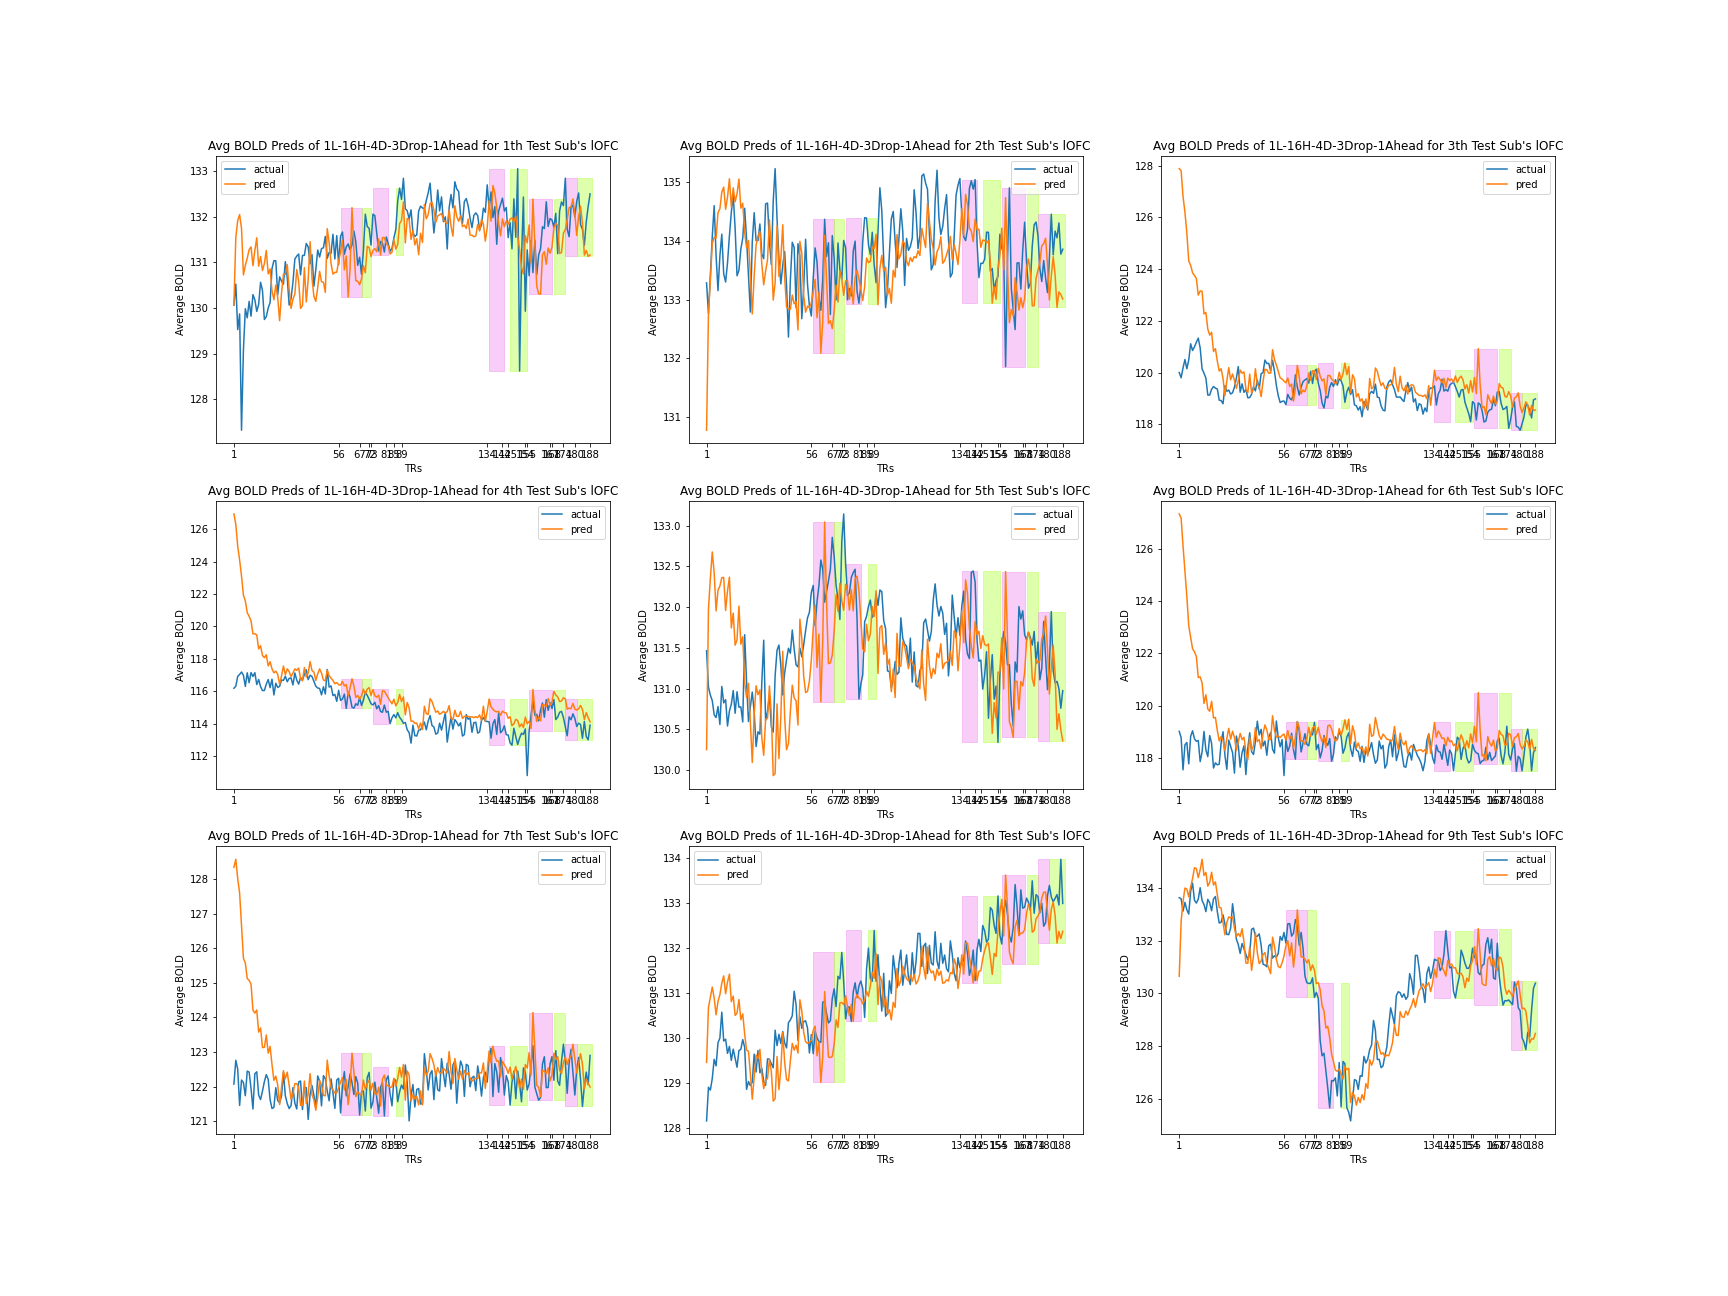 Avg BOLD Preds of 1L-16H-4D-3Drop-1Ahead for 1th Test Sub's lOFC
actual
pred
Average BOLD
133
132
131
130
129
128
1 56 134 188
TRs
Avg BOLD Preds of 1L-16H-4D-3Drop-1Ahead for 2th Test Sub's lOFC
actual
pred
Average BOLD
135
134
133
132
131
1 56 134 188
TRs
Avg BOLD Preds of 1L-16H-4D-3Drop-1Ahead for 3th Test Sub's lOFC
actual
pred
Average BOLD
128
126
124
122
120
118
1 56 134 188
TRs
Avg BOLD Preds of 1L-16H-4D-3Drop-1Ahead for 4th Test Sub's lOFC
actual
pred
Average BOLD
126
124
122
120
118
116
114
112
1 56 134 188
TRs
Avg BOLD Preds of 1L-16H-4D-3Drop-1Ahead for 5th Test Sub's lOFC
actual
pred
Average BOLD
133.0
132.5
132.0
131.5
131.0
130.5
130.0
1 56 134 188
TRs
Avg BOLD Preds of 1L-16H-4D-3Drop-1Ahead for 6th Test Sub's lOFC
actual
pred
Average BOLD
126
124
122
120
118
1 56 134 188
TRs
Avg BOLD Preds of 1L-16H-4D-3Drop-1Ahead for 7th Test Sub's lOFC
actual
pred
Average BOLD
128
127
126
125
124
123
122
121
1 56 134 188
TRs
Avg BOLD Preds of 1L-16H-4D-3Drop-1Ahead for 8th Test Sub's lOFC
actual
pred
Average BOLD
134
133
132
131
130
129
128
1 56 134 188
TRs
Avg BOLD Preds of 1L-16H-4D-3Drop-1Ahead for 9th Test Sub's lOFC
actual
pred
Average BOLD
134
132
130
128
126
1 56 134 188
TRs